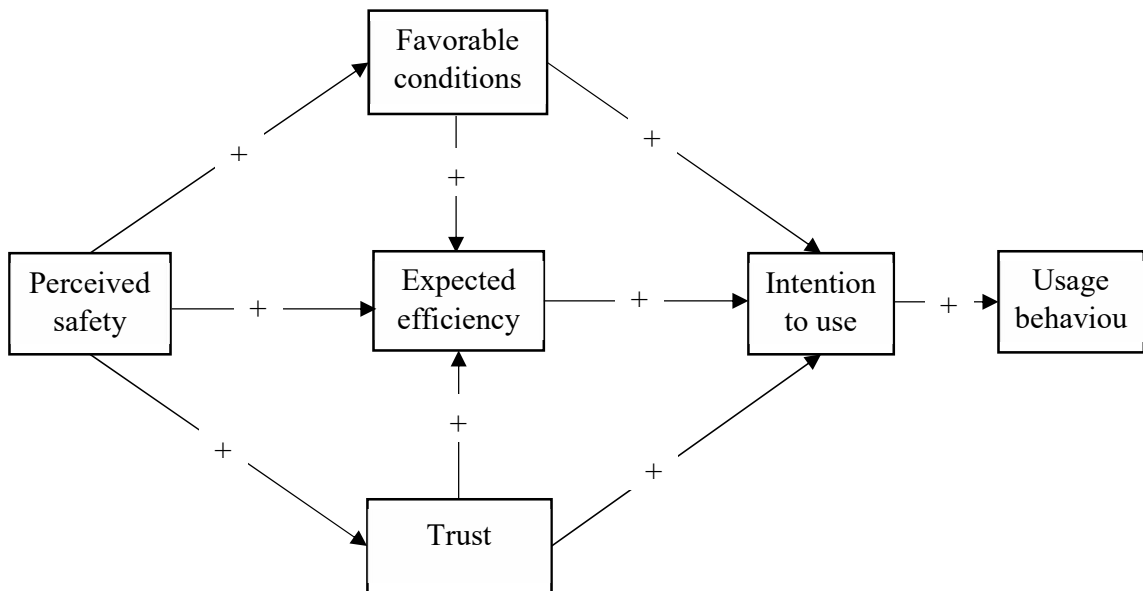 Favorable
conditions
+
+
+
Perceived
safety
+
Expected
efficiency
+
Intention
to use
+
Usage
behaviou
+
+
+
Trust